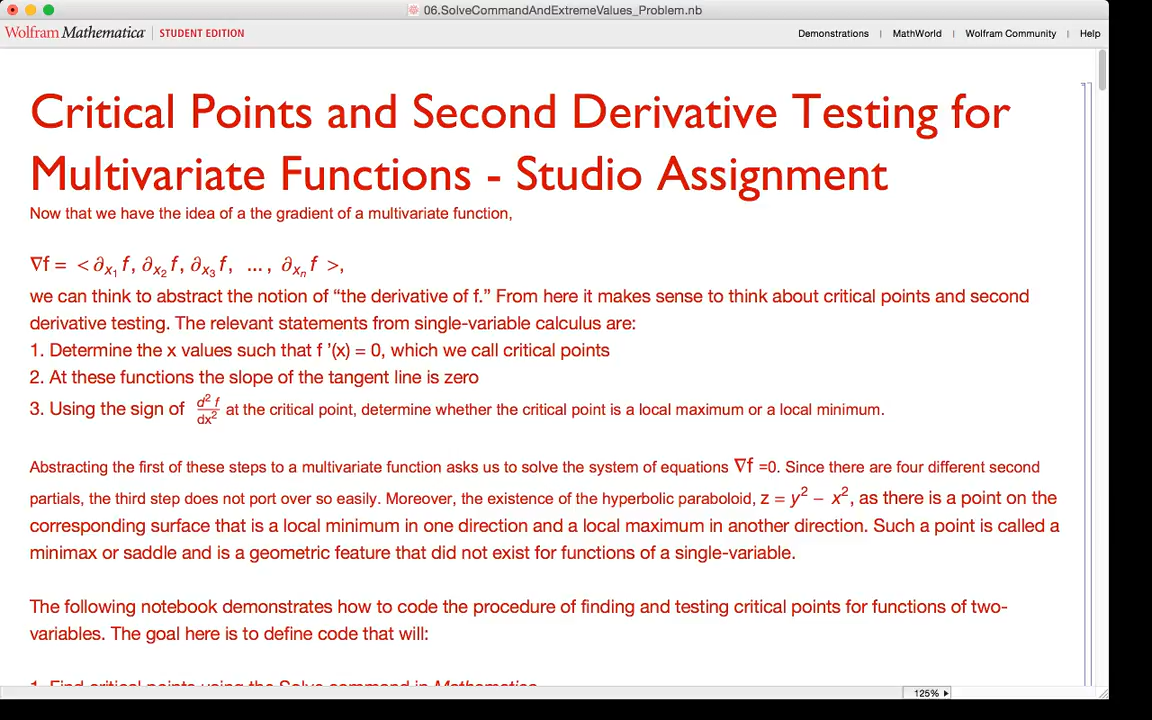 06.SolveCommandAndExtremeValues_Problem.nb
Wolfram Mathematica | STUDENT EDITION
Demonstrations | MathWorld | Wolfram Community | Help
Critical Points and Second Derivative Testing for
Multivariate Functions - Studio Assignment
Now that we have the idea of a the gradient of a multivariate function,
∇f = < ∂x₁ f, ∂x₂ f, ∂x₃ f, ... , ∂xₙ f >,
we can think to abstract the notion of “the derivative of f.” From here it makes sense to think about critical points and second
derivative testing. The relevant statements from single-variable calculus are:
1. Determine the x values such that f ’(x) = 0, which we call critical points
2. At these functions the slope of the tangent line is zero
3. Using the sign of d² f / dx² at the critical point, determine whether the critical point is a local maximum or a local minimum.
Abstracting the first of these steps to a multivariate function asks us to solve the system of equations ∇f =0. Since there are four different second
partials, the third step does not port over so easily. Moreover, the existence of the hyperbolic paraboloid, z = y² − x², as there is a point on the
corresponding surface that is a local minimum in one direction and a local maximum in another direction. Such a point is called a
minimax or saddle and is a geometric feature that did not exist for functions of a single-variable.
The following notebook demonstrates how to code the procedure of finding and testing critical points for functions of two-
variables. The goal here is to define code that will:
1. Find critical points using the Solve command in Mathematica
125%